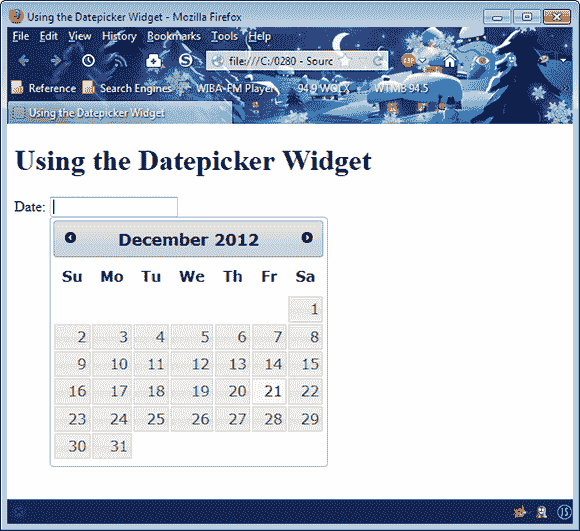 Using the Datepicker Widget - Mozilla Firefox
File Edit View History Bookmarks Tools Help
file:///C:/0280 - Sourc
Reference Search Engines WIBA-FM Player 94.9 WOLX WTMB 94.5
Using the Datepicker Widget
Using the Datepicker Widget
Date:
December 2012
Su Mo Tu We Th Fr Sa
1
2 3 4 5 6 7 8
9 10 11 12 13 14 15
16 17 18 19 20 21 22
23 24 25 26 27 28 29
30 31